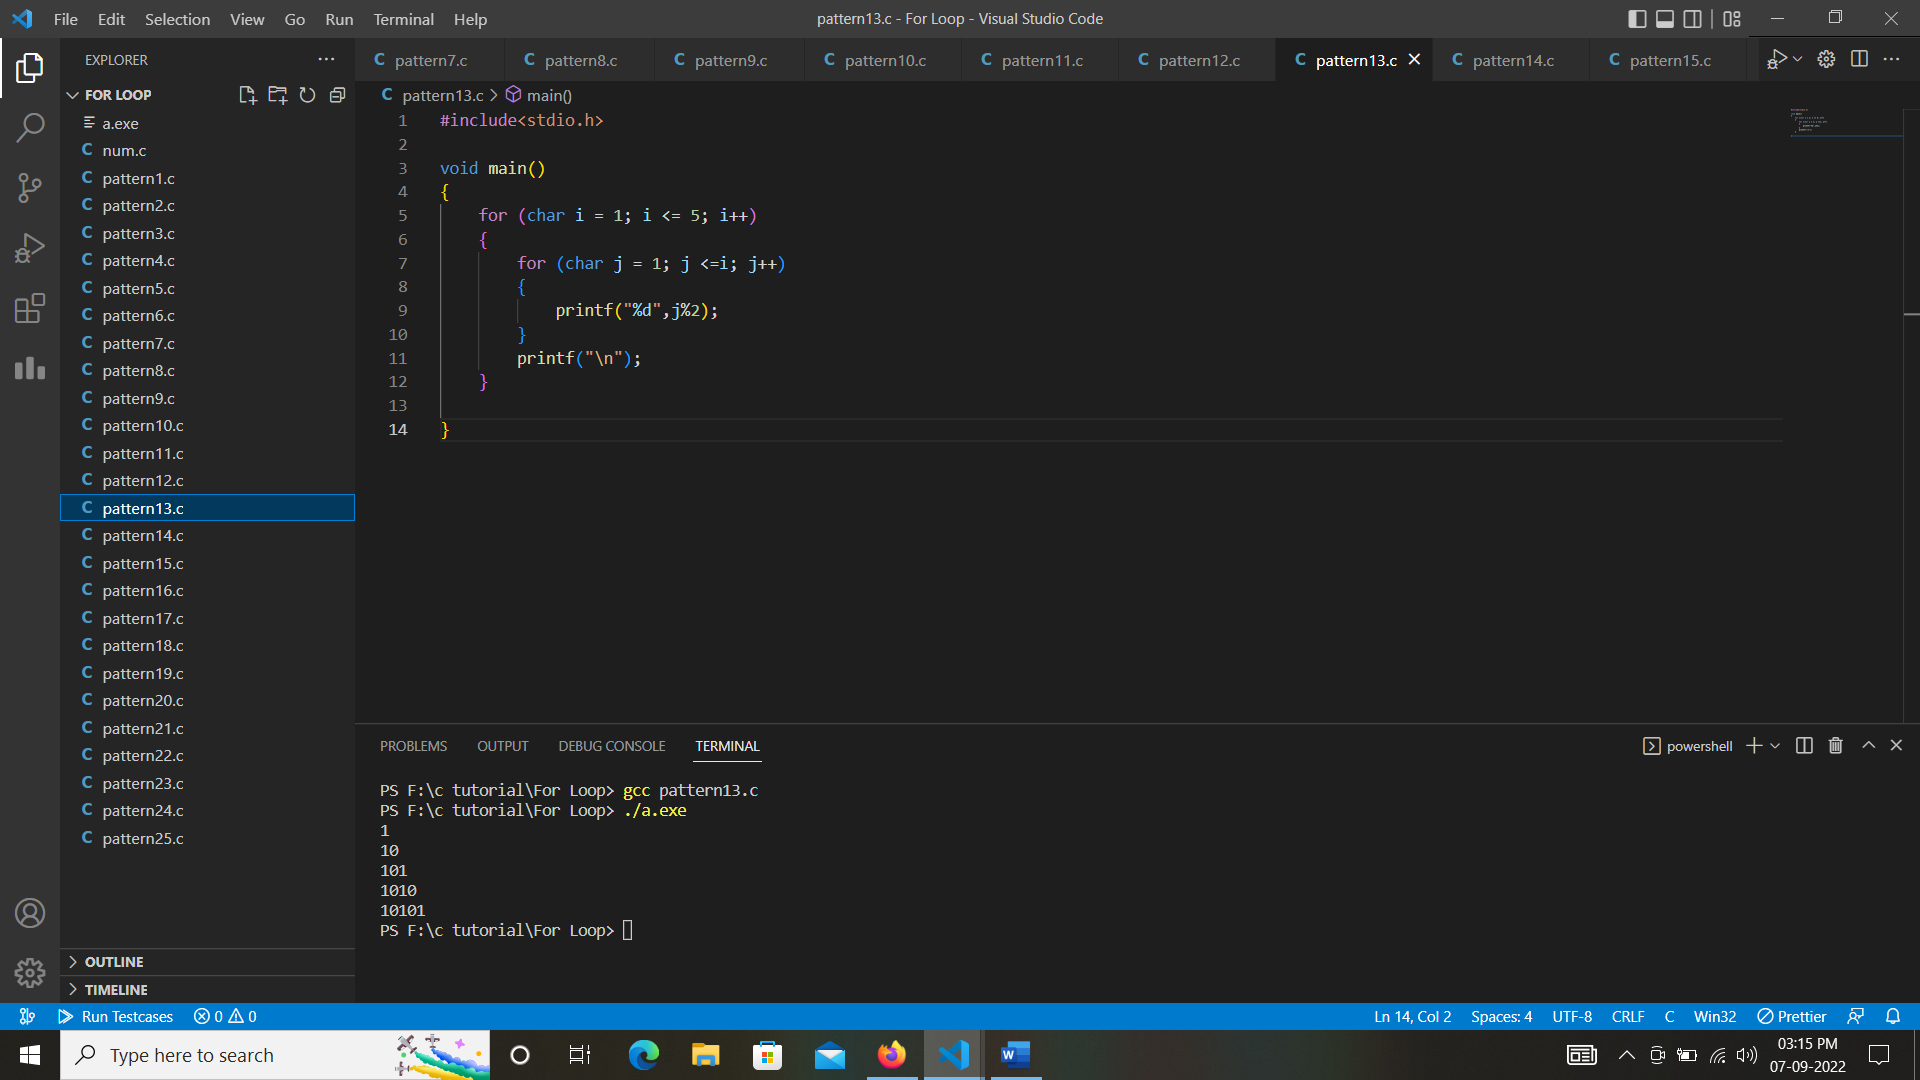 File Edit Selection View Go Run Terminal Help
pattern13.c - For Loop - Visual Studio Code
EXPLORER
FOR LOOP
a.exe
C num.c
C pattern1.c
C pattern2.c
C pattern3.c
C pattern4.c
C pattern5.c
C pattern6.c
C pattern7.c
C pattern8.c
C pattern9.c
C pattern10.c
C pattern11.c
C pattern12.c
C pattern13.c
C pattern14.c
C pattern15.c
C pattern16.c
C pattern17.c
C pattern18.c
C pattern19.c
C pattern20.c
C pattern21.c
C pattern22.c
C pattern23.c
C pattern24.c
C pattern25.c
OUTLINE
TIMELINE
C pattern7.c C pattern8.c C pattern9.c C pattern10.c C pattern11.c C pattern12.c C pattern13.c C pattern14.c C pattern15.c
C pattern13.c > main()
1 #include<stdio.h>
2
3 void main()
4 {
5     for (char i = 1; i <= 5; i++)
6     {
7         for (char j = 1; j <=i; j++)
8         {
9             printf("%d",j%2);
10         }
11         printf("\n");
12     }
13
14 }
PROBLEMS OUTPUT DEBUG CONSOLE TERMINAL
powershell
PS F:\c tutorial\For Loop> gcc pattern13.c
PS F:\c tutorial\For Loop> ./a.exe
1
10
101
1010
10101
PS F:\c tutorial\For Loop>
Run Testcases 0 0
Ln 14, Col 2 Spaces: 4 UTF-8 CRLF C Win32 Prettier
Type here to search
W
03:15 PM
07-09-2022